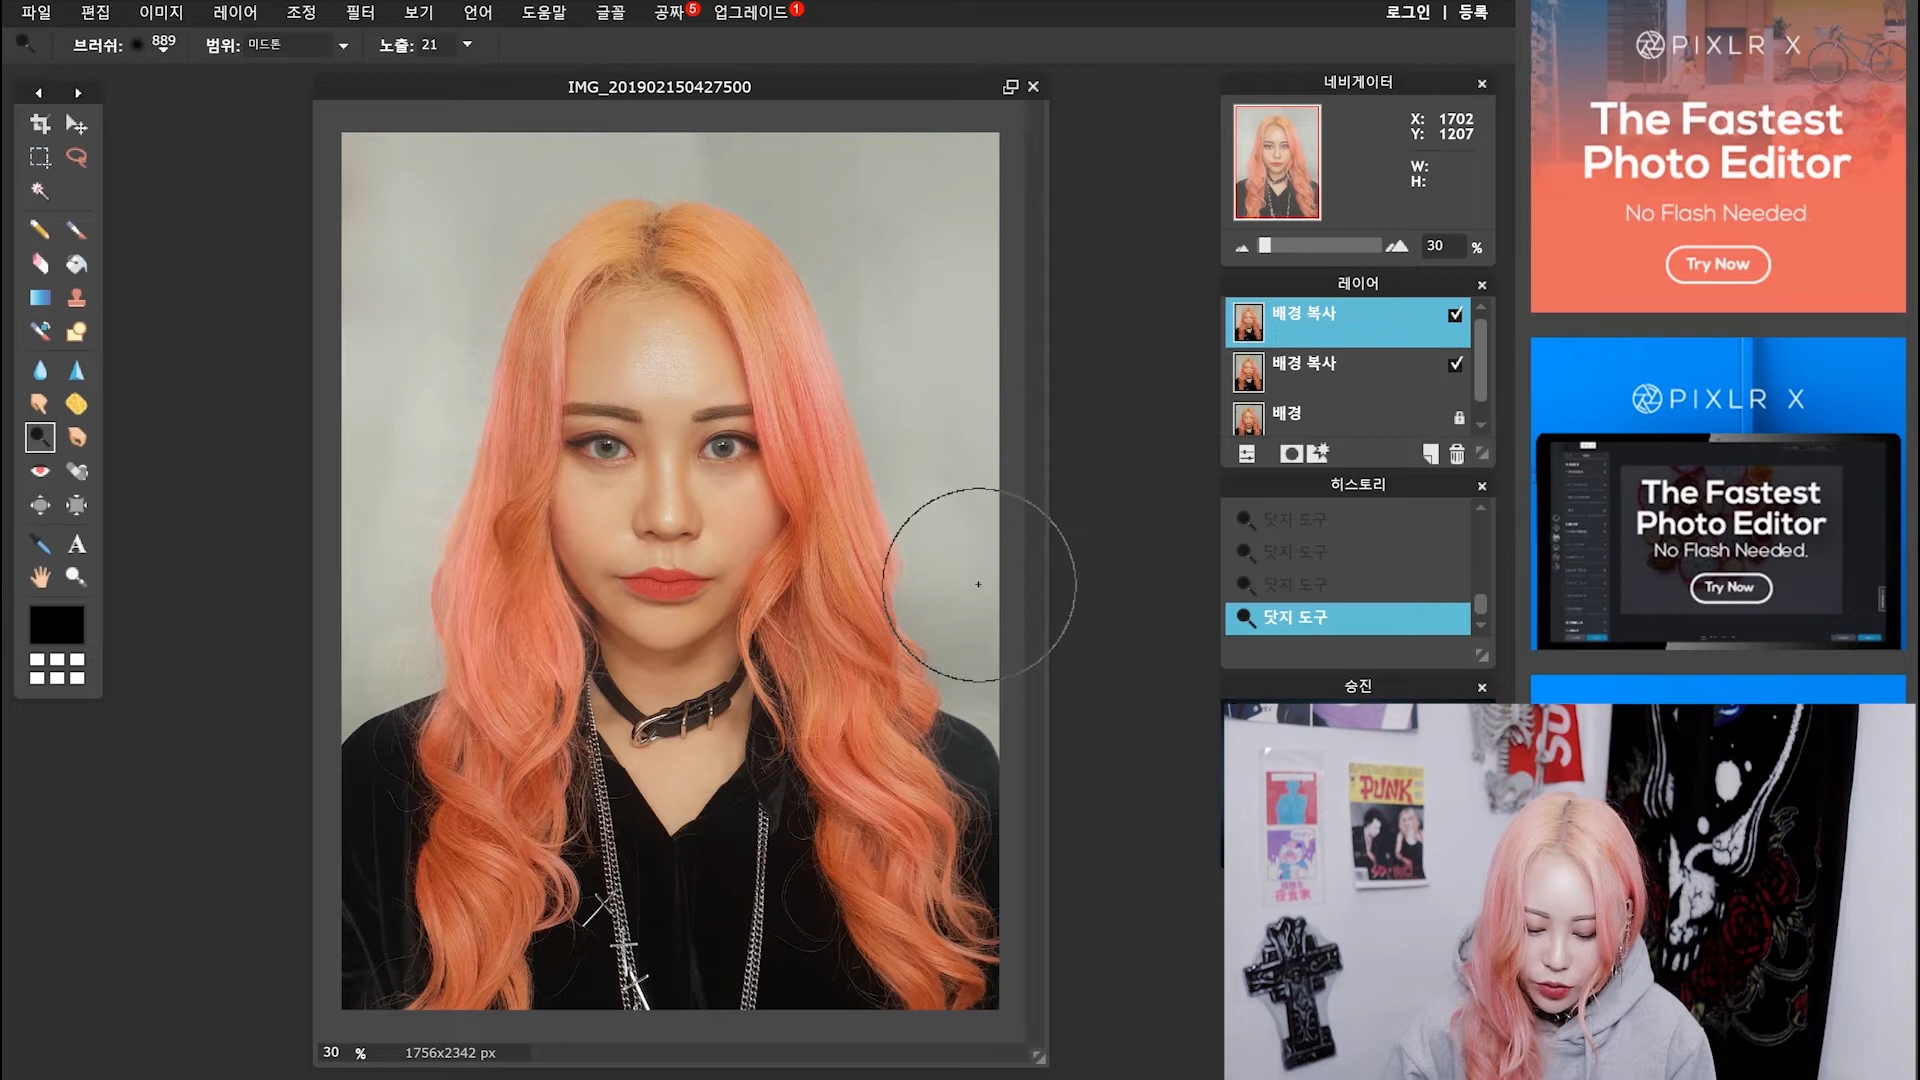 파일 편집 이미지 레이어 조정 필터 보기 언어 도움말 글꼴 공짜 5 업그레이드 1 로그인 | 등록
브러쉬: 889 범위: 미드톤 노출: 21
IMG_201902150427500
네비게이터
X: 1702
Y: 1207
W:
H:
30 %
레이어
배경 복사
배경 복사
배경
히스토리
닷지 도구
닷지 도구
닷지 도구
닷지 도구
승진
A
30 % 1756x2342 px
PIXLR X
The Fastest
Photo Editor
No Flash Needed
Try Now
PIXLR X
The Fastest
Photo Editor
No Flash Needed.
Try Now
SU
PUNK